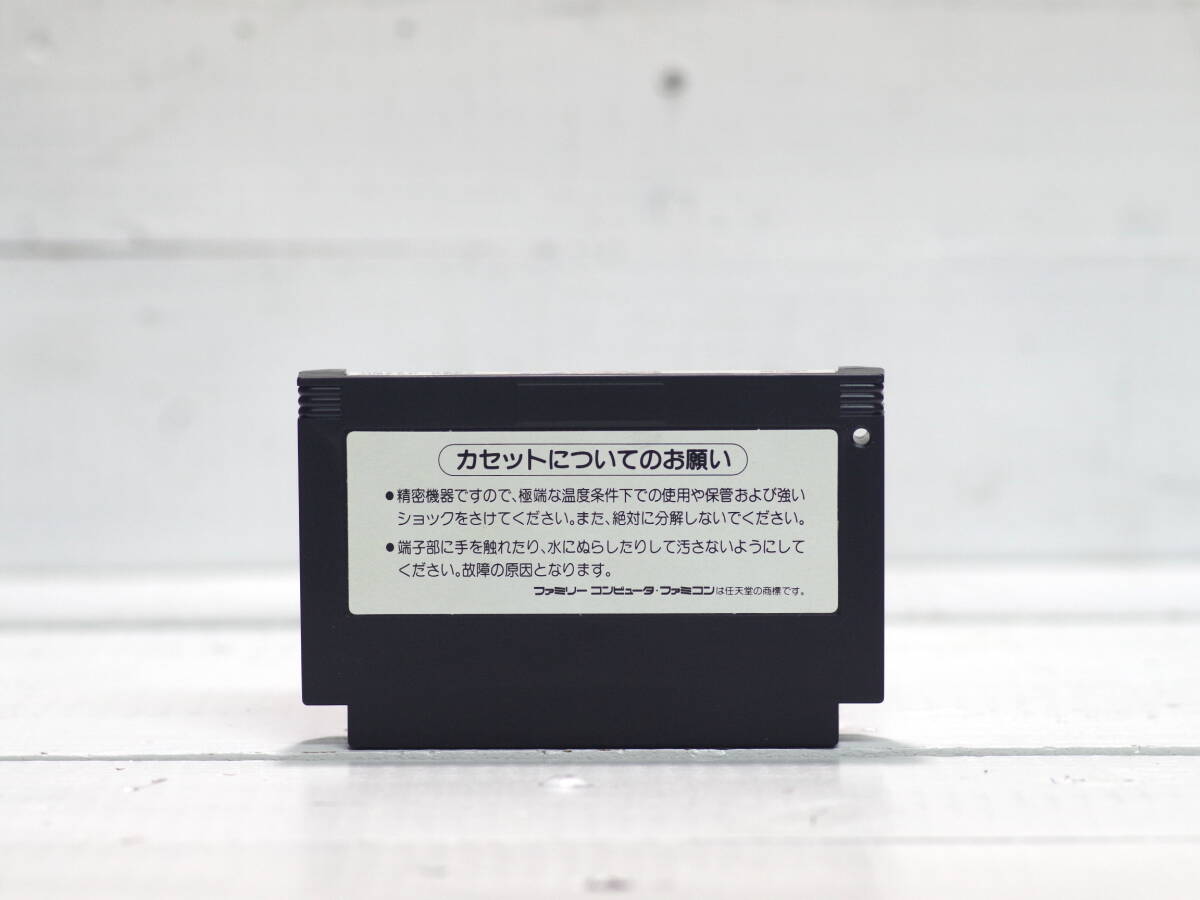 カセットについてのお願い
●精密機器ですので、極端な温度条件下での使用や保管および強い
ショックをさけてください。また、絶対に分解しないでください。
●端子部に手を触れたり、水にぬらしたりして汚さないようにして
ください。故障の原因となります。
ファミリーコンピュータ・ファミコンは任天堂の商標です。